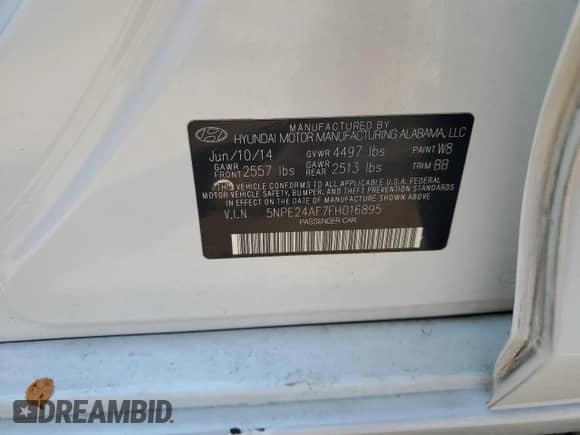 MANUFACTURED BY
HYUNDAI MOTOR MANUFACTURING ALABAMA, LLC
Jun/10/14 GVWR 4497 lbs PAINT W8
GAWR FRONT 2557 lbs GAWR REAR 2513 lbs TRIM BB
THIS VEHICLE CONFORMS TO ALL APPLICABLE U.S.A. FEDERAL
MOTOR VEHICLE SAFETY, BUMPER, AND THEFT PREVENTION STANDARDS
IN EFFECT ON THE DATE OF MANUFACTURE SHOWN ABOVE
V.I.N 5NPE24AF7FH016895
PASSENGER CAR
DREAMBID.COM